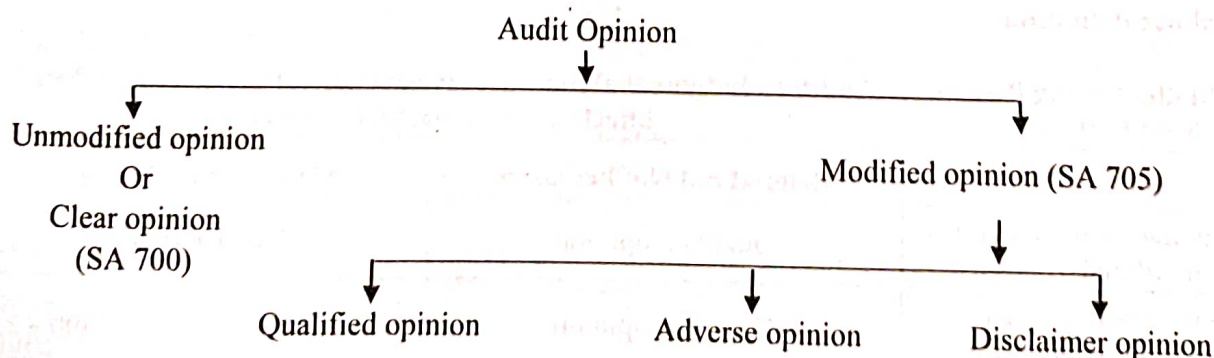 Audit Opinion
Unmodified opinion
Or
Clear opinion
(SA 700)
Modified opinion (SA 705)
Qualified opinion
Adverse opinion
Disclaimer opinion